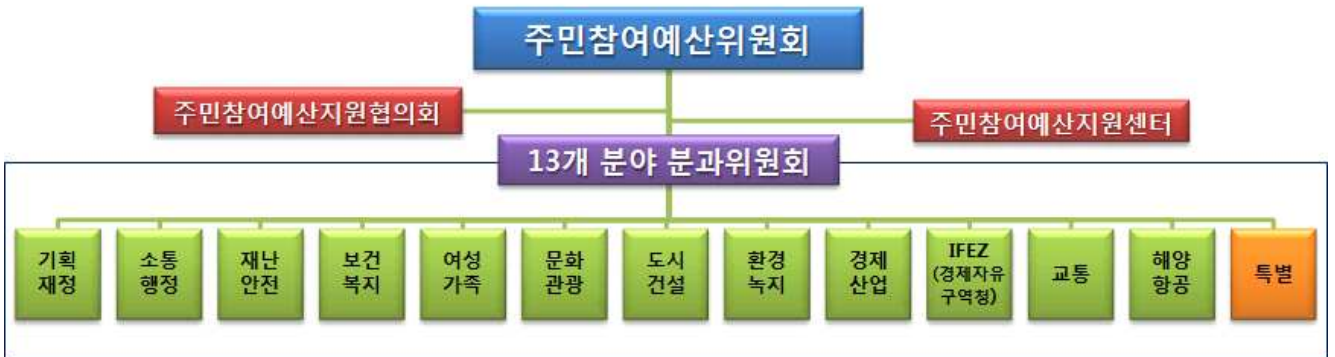 주민참여예산위원회
주민참여예산지원협의회
주민참여예산지원센터
13개 분야 분과위원회
기획
재정
소통
행정
재난
안전
보건
복지
여성
가족
문화
관광
도시
건설
환경
녹지
경제
산업
IFEZ
(경제자유
구역청)
교통
해양
항공
특별